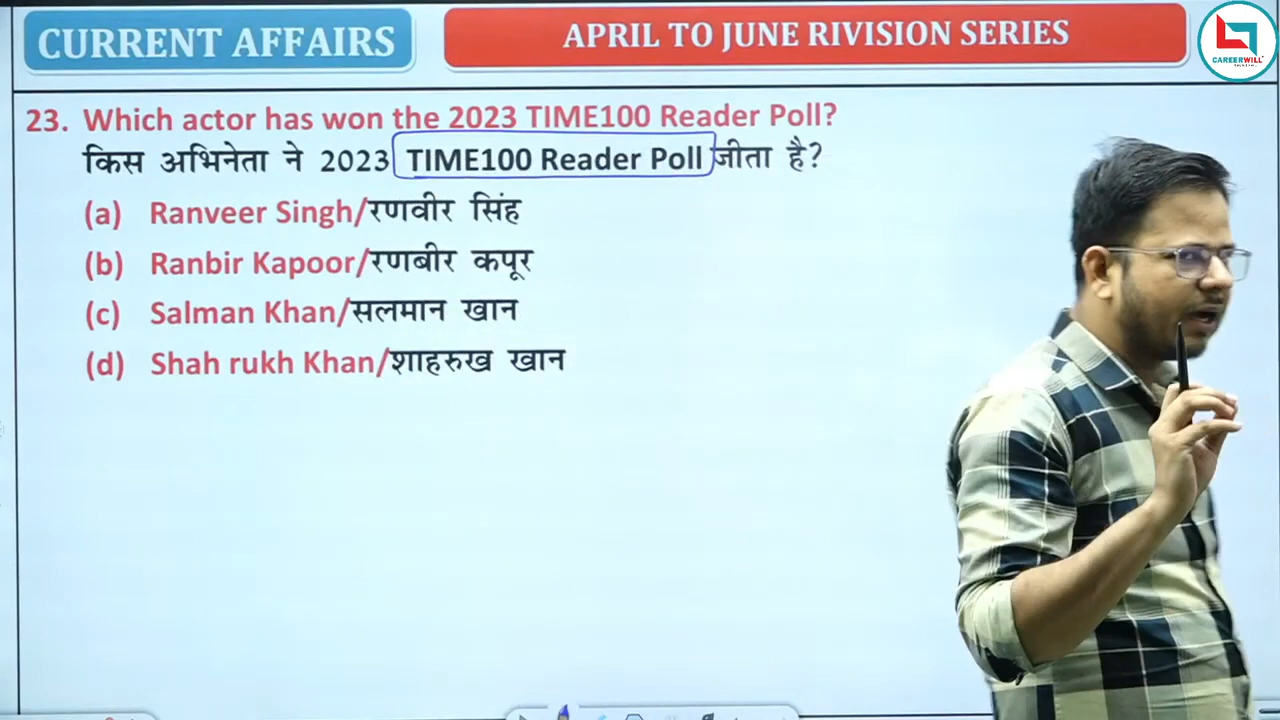 CURRENT AFFAIRS
APRIL TO JUNE RIVISION SERIES
CAREERWILL
23. Which actor has won the 2023 TIME100 Reader Poll?
किस अभिनेता ने 2023 TIME100 Reader Poll जीता है?
(a) Ranveer Singh/रणवीर सिंह
(b) Ranbir Kapoor/रणबीर कपूर
(c) Salman Khan/सलमान खान
(d) Shah rukh Khan/शाहरुख खान